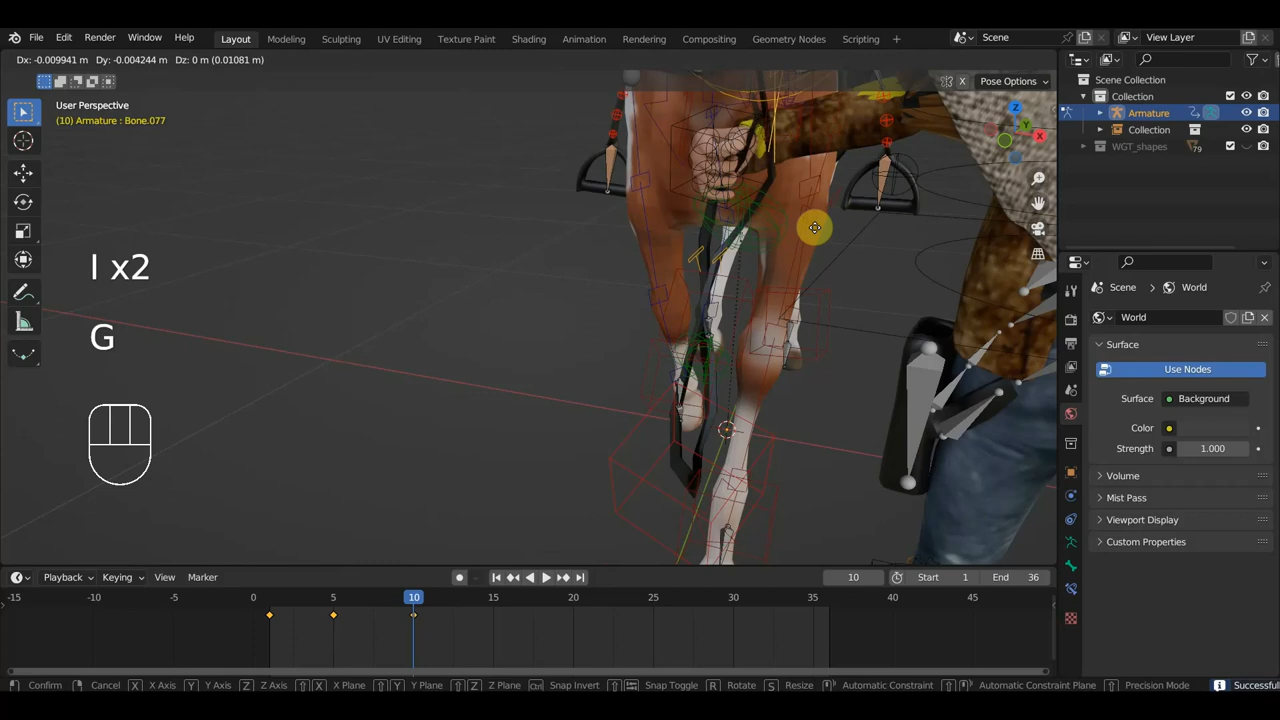 File Edit Render Window Help Layout Modeling Sculpting UV Editing Texture Paint Shading Animation Rendering Compositing Geometry Nodes Scripting + Scene View Layer
Dx: -0.009941 m Dy: -0.004244 m Dz: 0 m (0.01081 m)
X Pose Options
User Perspective
(10) Armature : Bone.077
Scene Collection
Collection
Armature
Collection
WGT_shapes 79
Z
Y
X
I x2
G
Scene > World
World
Surface
Use Nodes
Surface Background
Color
Strength 1.000
Volume
Mist Pass
Viewport Display
Custom Properties
Playback Keying View Marker 10 Start 1 End 36
-15 -10 -5 0 5 10 15 20 25 30 35 40 45
Confirm Cancel X X Axis Y Y Axis Z Z Axis X X Plane Y Y Plane Z Z Plane Ctrl Snap Invert Snap Toggle R Rotate S Resize Automatic Constraint Automatic Constraint Plane Precision Mode Successful